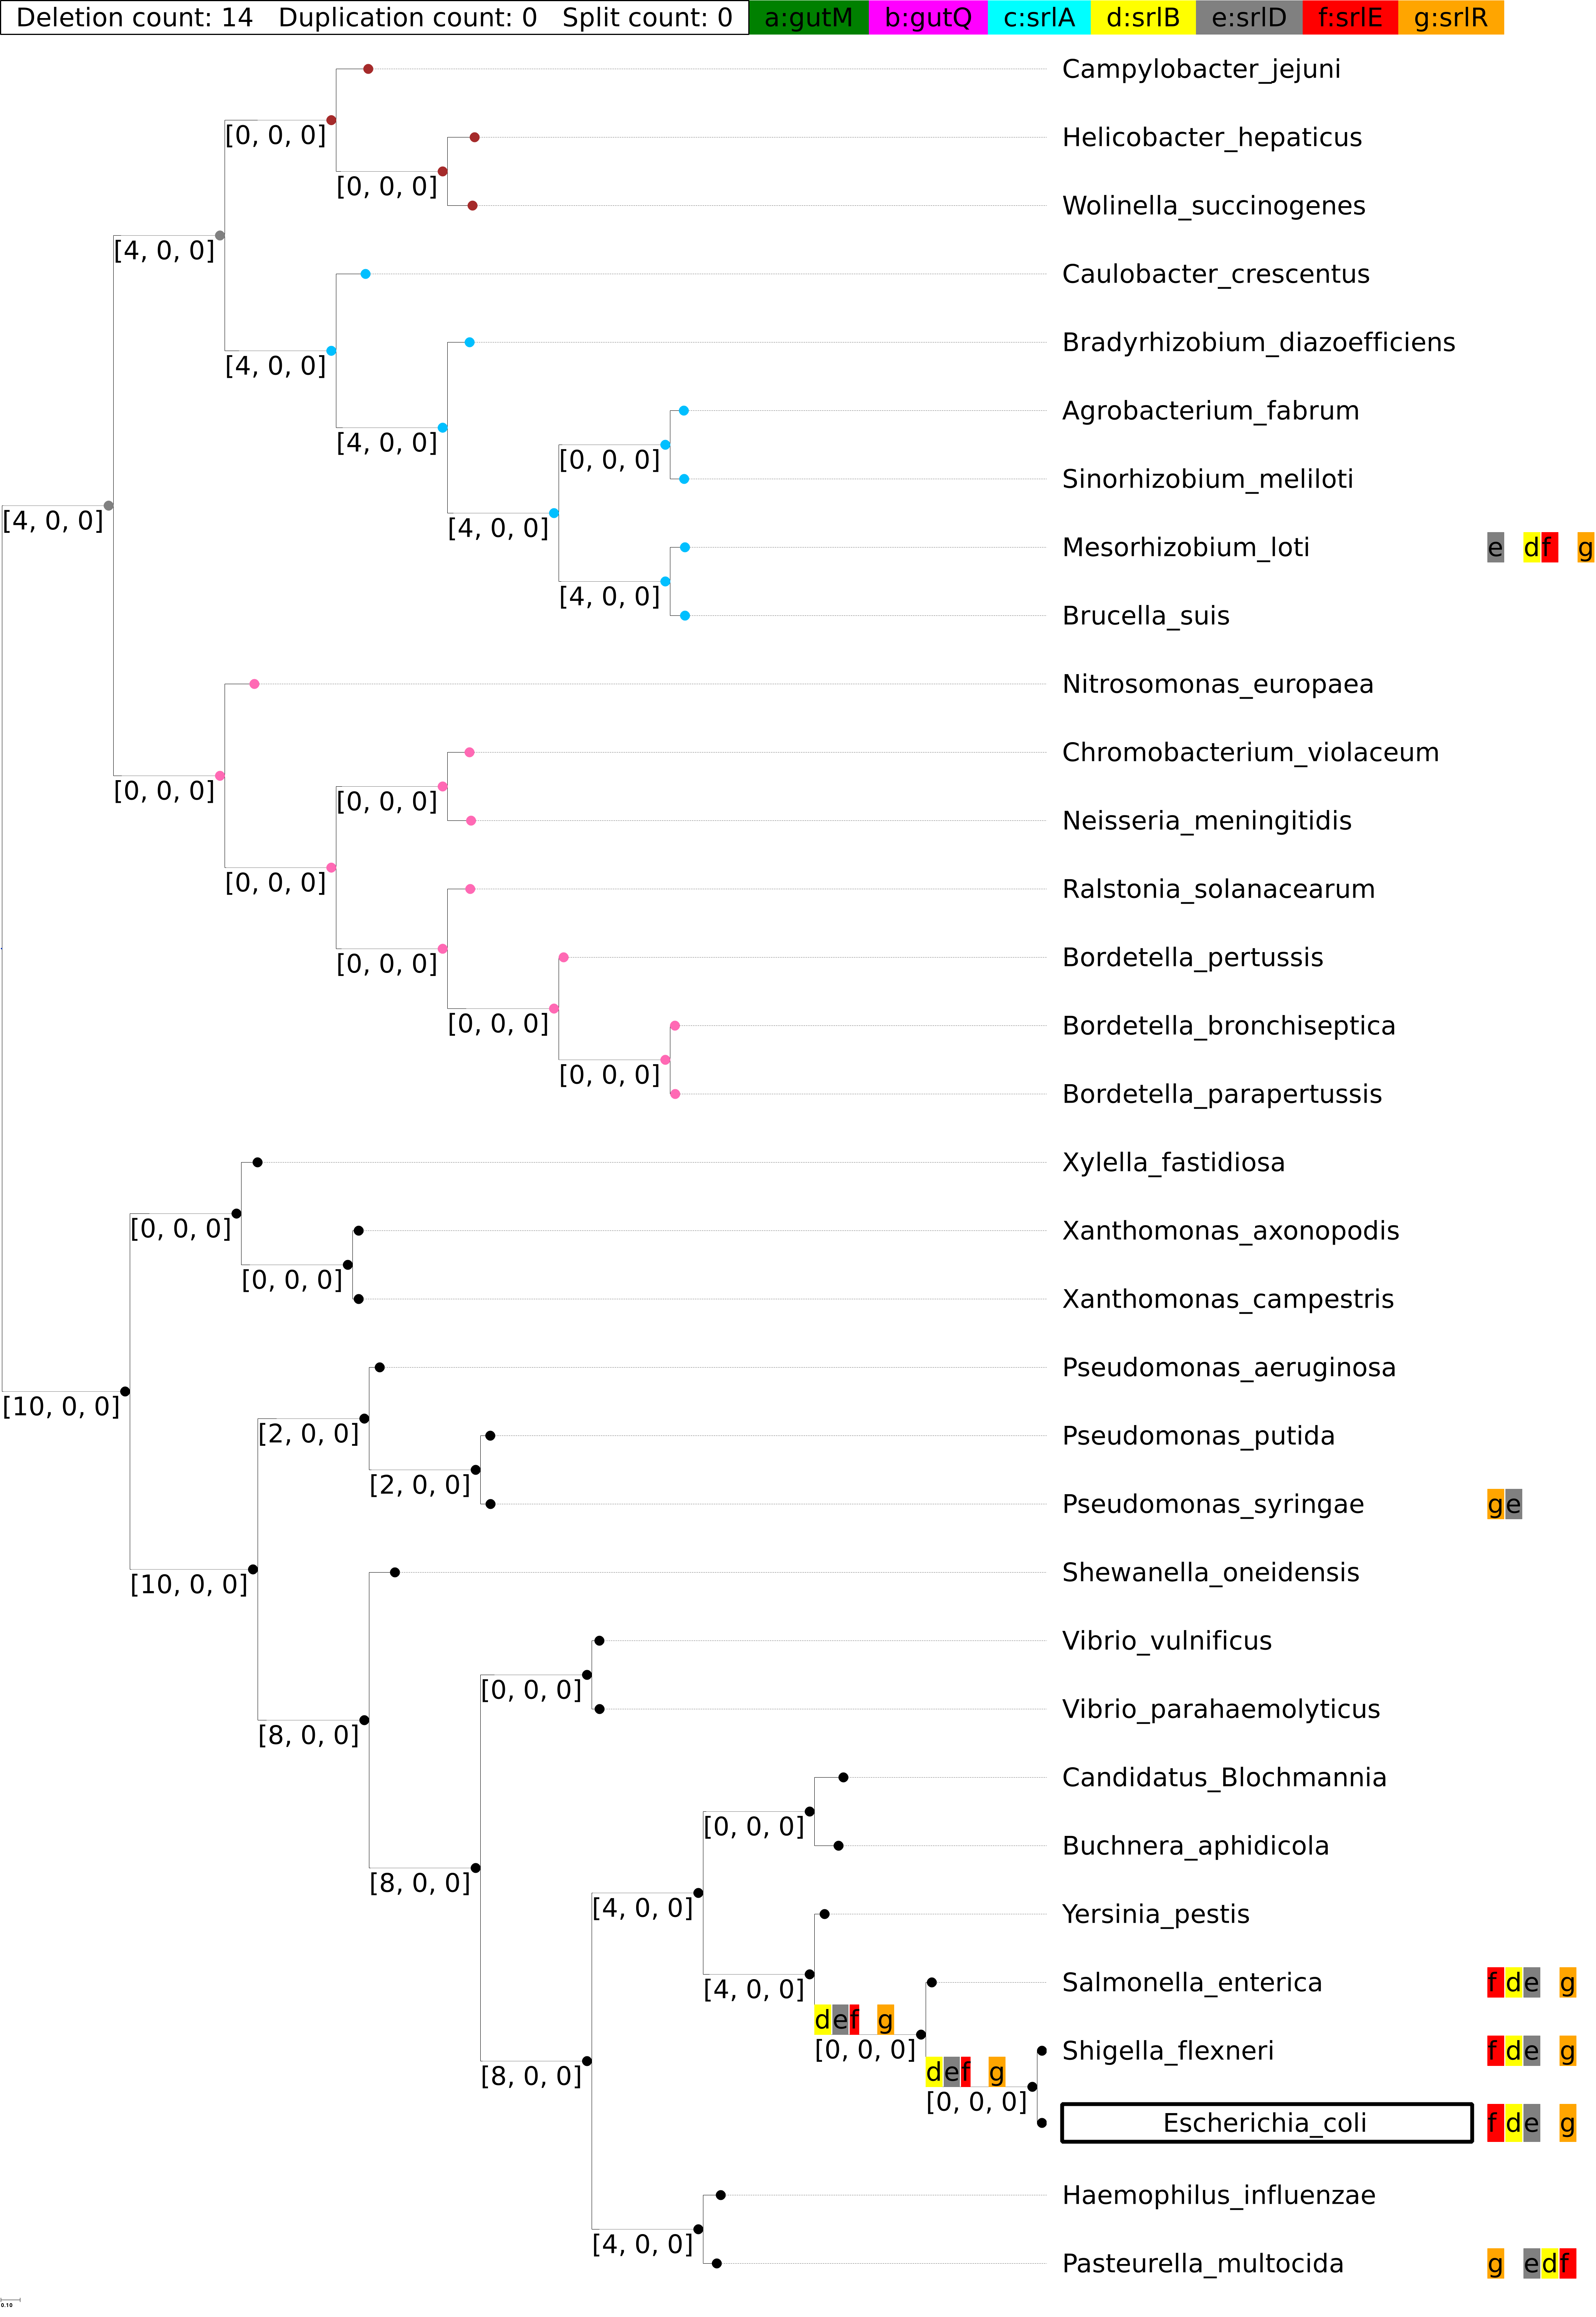 Deletion count: 14 Duplication count: 0 Split count: 0 a:gutM b:gutQ c:srlA d:srlB e:srlD f:srlE g:srlR
Campylobacter_jejuni
[0, 0, 0]
Helicobacter_hepaticus
[0, 0, 0]
Wolinella_succinogenes
[4, 0, 0]
Caulobacter_crescentus
[4, 0, 0]
Bradyrhizobium_diazoefficiens
[4, 0, 0]
Agrobacterium_fabrum
[0, 0, 0]
Sinorhizobium_meliloti
[4, 0, 0]
[4, 0, 0]
Mesorhizobium_loti e df g
[4, 0, 0]
Brucella_suis
Nitrosomonas_europaea
[0, 0, 0]
Chromobacterium_violaceum
[0, 0, 0]
Neisseria_meningitidis
[0, 0, 0]
Ralstonia_solanacearum
[0, 0, 0]
Bordetella_pertussis
[0, 0, 0]
Bordetella_bronchiseptica
[0, 0, 0]
Bordetella_parapertussis
Xylella_fastidiosa
[0, 0, 0]
Xanthomonas_axonopodis
[0, 0, 0]
Xanthomonas_campestris
Pseudomonas_aeruginosa
[10, 0, 0]
[2, 0, 0]
Pseudomonas_putida
[2, 0, 0]
Pseudomonas_syringae ge
Shewanella_oneidensis
[10, 0, 0]
Vibrio_vulnificus
[0, 0, 0]
Vibrio_parahaemolyticus
[8, 0, 0]
Candidatus_Blochmannia
[0, 0, 0]
Buchnera_aphidicola
[8, 0, 0]
[4, 0, 0]
Yersinia_pestis
Salmonella_enterica fde g
[4, 0, 0]
def g
[0, 0, 0]
Shigella_flexneri fde g
[8, 0, 0]
def g
[0, 0, 0]
Escherichia_coli fde g
Haemophilus_influenzae
[4, 0, 0]
Pasteurella_multocida g edf
0.10